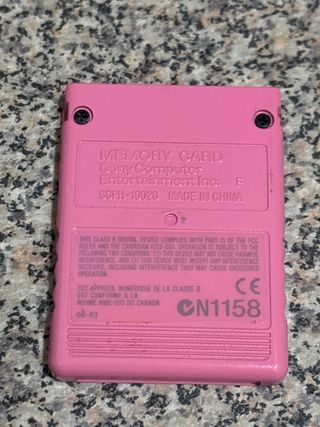 MEMORY CARD
Sony Computer
Entertainment Inc. E
SCPH-10020 MADE IN CHINA
THIS CLASS B DIGITAL DEVICE COMPLIES WITH PART 15 OF THE FCC
RULES AND THE CANADIAN ICES-003. OPERATION IS SUBJECT TO THE
FOLLOWING TWO CONDITIONS: (1) THIS DEVICE MAY NOT CAUSE HARMFUL
INTERFERENCE, AND (2) THIS DEVICE MUST ACCEPT ANY INTERFERENCE
RECEIVED, INCLUDING INTERFERENCE THAT MAY CAUSE UNDESIRED
OPERATION.
CET APPAREIL NUMÉRIQUE DE LA CLASSE B
EST CONFORME À LA
NORME NMB-003 DU CANADA.
CE
N1158